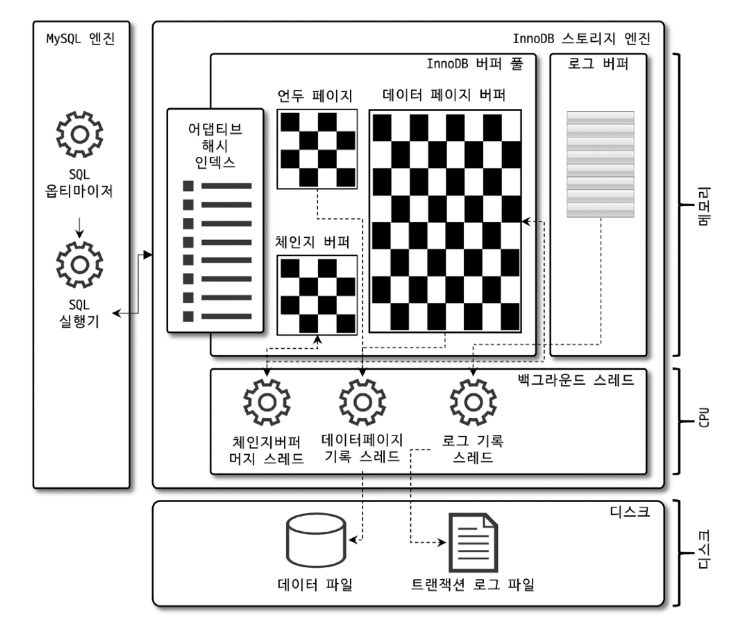 MySQL 엔진
InnoDB 스토리지 엔진
InnoDB 버퍼 풀
로그 버퍼
언두 페이지
데이터 페이지 버퍼
어댑티브
해시
인덱스
SQL
옵티마이저
체인지 버퍼
SQL
실행기
메모리
백그라운드 스레드
체인지버퍼
머지 스레드
데이터페이지
기록 스레드
로그 기록
스레드
CPU
디스크
데이터 파일
트랜잭션 로그 파일
디스크